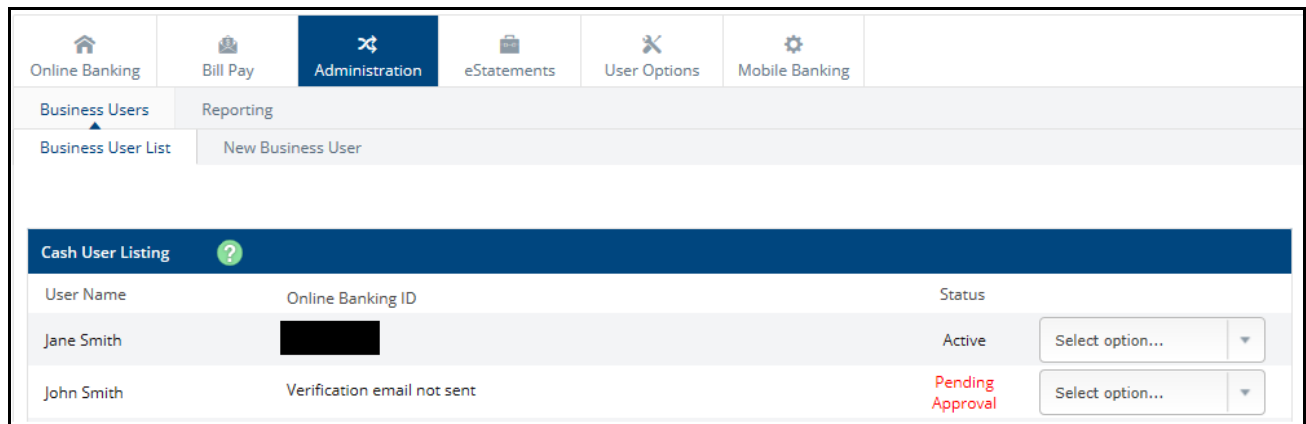 Online Banking Bill Pay Administration eStatements User Options Mobile Banking
Business Users Reporting
Business User List New Business User
Cash User Listing ?
User Name Online Banking ID Status
Jane Smith Active Select option...
John Smith Verification email not sent Pending Approval Select option...